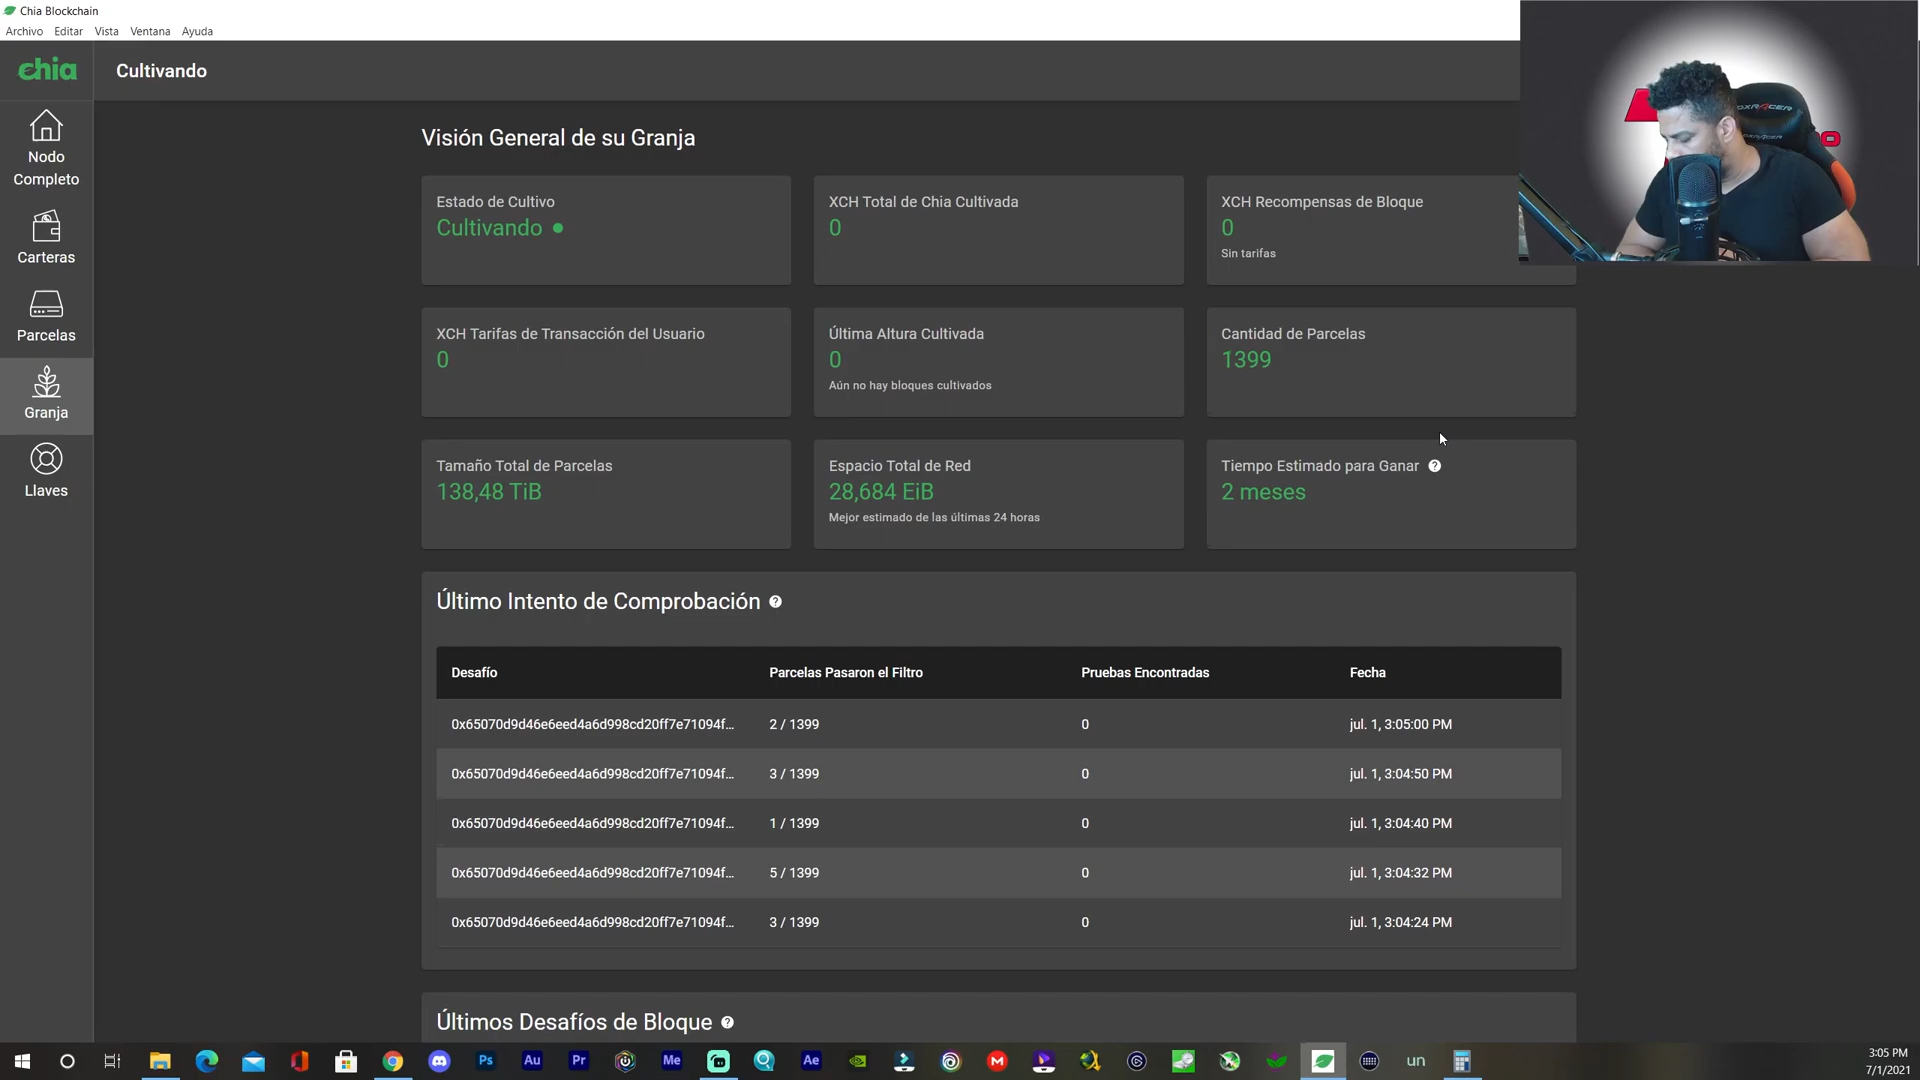 Chia Blockchain
Archivo Editar Vista Ventana Ayuda
chia
Cultivando
Nodo
Completo
Carteras
Parcelas
Granja
Llaves
Visión General de su Granja
Estado de Cultivo
Cultivando
XCH Total de Chia Cultivada
0
XCH Recompensas de Bloque
0
Sin tarifas
XCH Tarifas de Transacción del Usuario
0
Última Altura Cultivada
0
Aún no hay bloques cultivados
Cantidad de Parcelas
1399
Tamaño Total de Parcelas
138,48 TiB
Espacio Total de Red
28,684 EiB
Mejor estimado de las últimas 24 horas
Tiempo Estimado para Ganar
2 meses
Último Intento de Comprobación
Desafío Parcelas Pasaron el Filtro Pruebas Encontradas Fecha
0x65070d9d46e6eed4a6d998cd20ff7e71094f... 2 / 1399 0 jul. 1, 3:05:00 PM
0x65070d9d46e6eed4a6d998cd20ff7e71094f... 3 / 1399 0 jul. 1, 3:04:50 PM
0x65070d9d46e6eed4a6d998cd20ff7e71094f... 1 / 1399 0 jul. 1, 3:04:40 PM
0x65070d9d46e6eed4a6d998cd20ff7e71094f... 5 / 1399 0 jul. 1, 3:04:32 PM
0x65070d9d46e6eed4a6d998cd20ff7e71094f... 3 / 1399 0 jul. 1, 3:04:24 PM
Últimos Desafíos de Bloque
Ps Au Pr Me Ae un
3:05 PM
7/1/2021